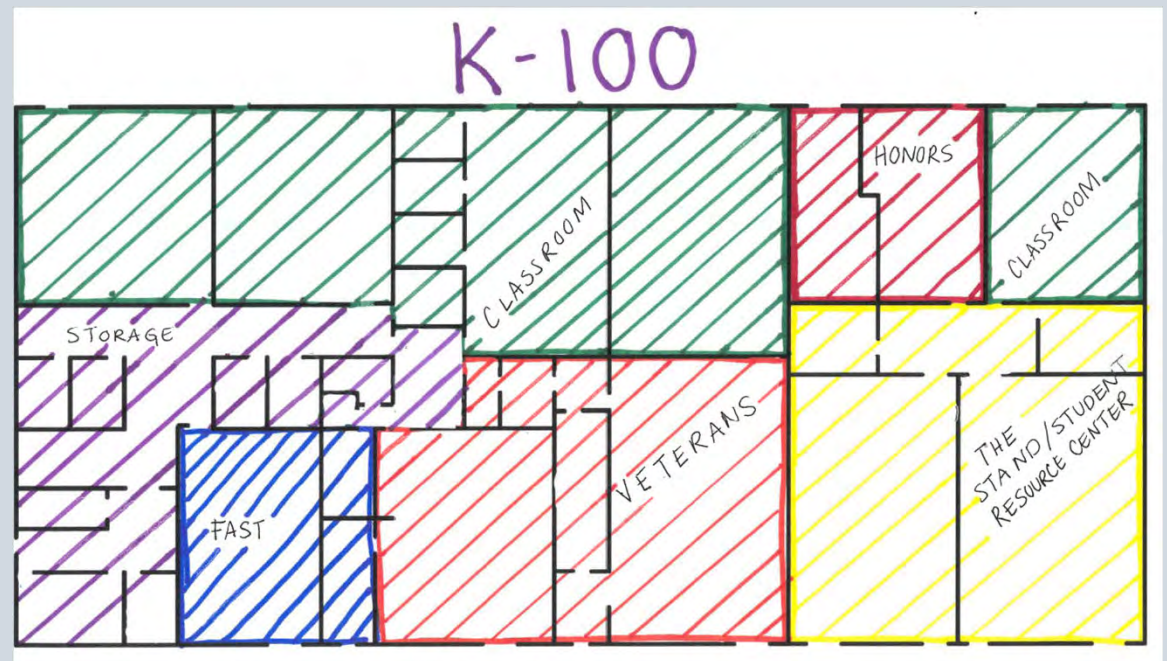 K-100
HONORS
CLASSROOM
CLASSROOM
STORAGE
VETERANS
THE
STAND/STUDENT
RESOURCE CENTER
FAST